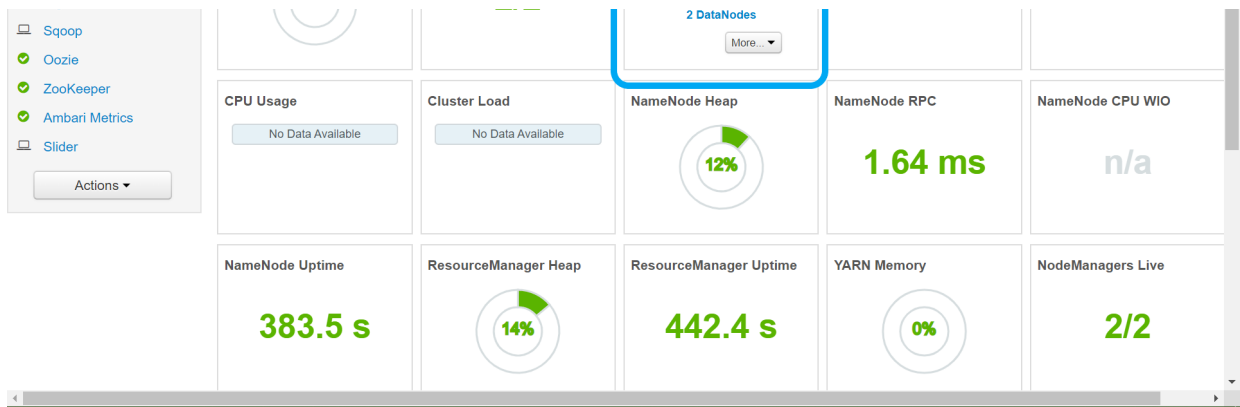 Sqoop
Oozie
ZooKeeper
Ambari Metrics
Slider
Actions
2 DataNodes
More...
CPU Usage
No Data Available
Cluster Load
No Data Available
NameNode Heap
12%
NameNode RPC
1.64 ms
NameNode CPU WIO
n/a
NameNode Uptime
383.5 s
ResourceManager Heap
14%
ResourceManager Uptime
442.4 s
YARN Memory
0%
NodeManagers Live
2/2